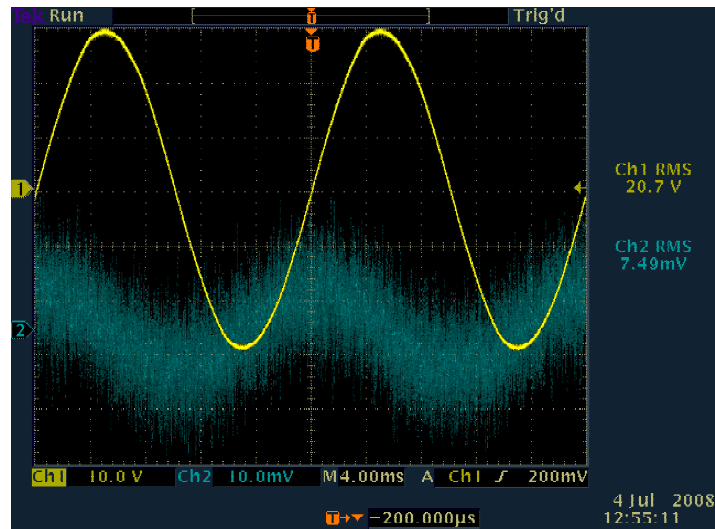 Tek Run Trig'd
T
T
1
Ch1 RMS
20.7 V
Ch2 RMS
7.49mV
2
Ch1 10.0 V Ch2 10.0mV M4.00ms A Ch1 ƒ 200mV
T→▼ -200.000µs
4 Jul 2008
12:55:11